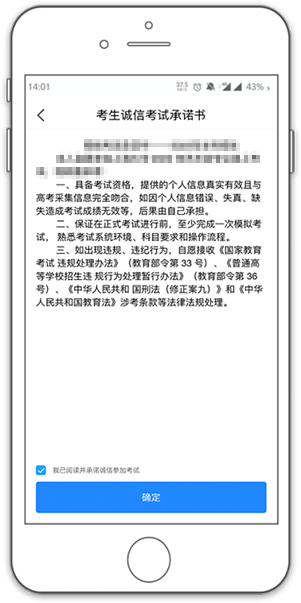 14:01
37.5
43%
考生诚信考试承诺书
一、具备考试资格，提供的个人信息真实有效且与
高考采集信息完全吻合，如因个人信息错误、失真、缺
失造成考试成绩无效等，后果由自己承担。
二、保证在正式考试进行前，至少完成一次模拟考
试， 熟悉考试系统环境、科目要求和操作流程。
三、如出现违规、违纪行为，自愿接收《国家教育
考试 违规处理办法》（教育部令第 33 号）、《普通高
等学校招生违 规行为处理暂行办法》（教育部令第 36
号）、《中华人民共和 国刑法（修正案九）》和《中华
人民共和国教育法》涉考条款等法律法规处理。
我已阅读并承诺诚信参加考试
确定